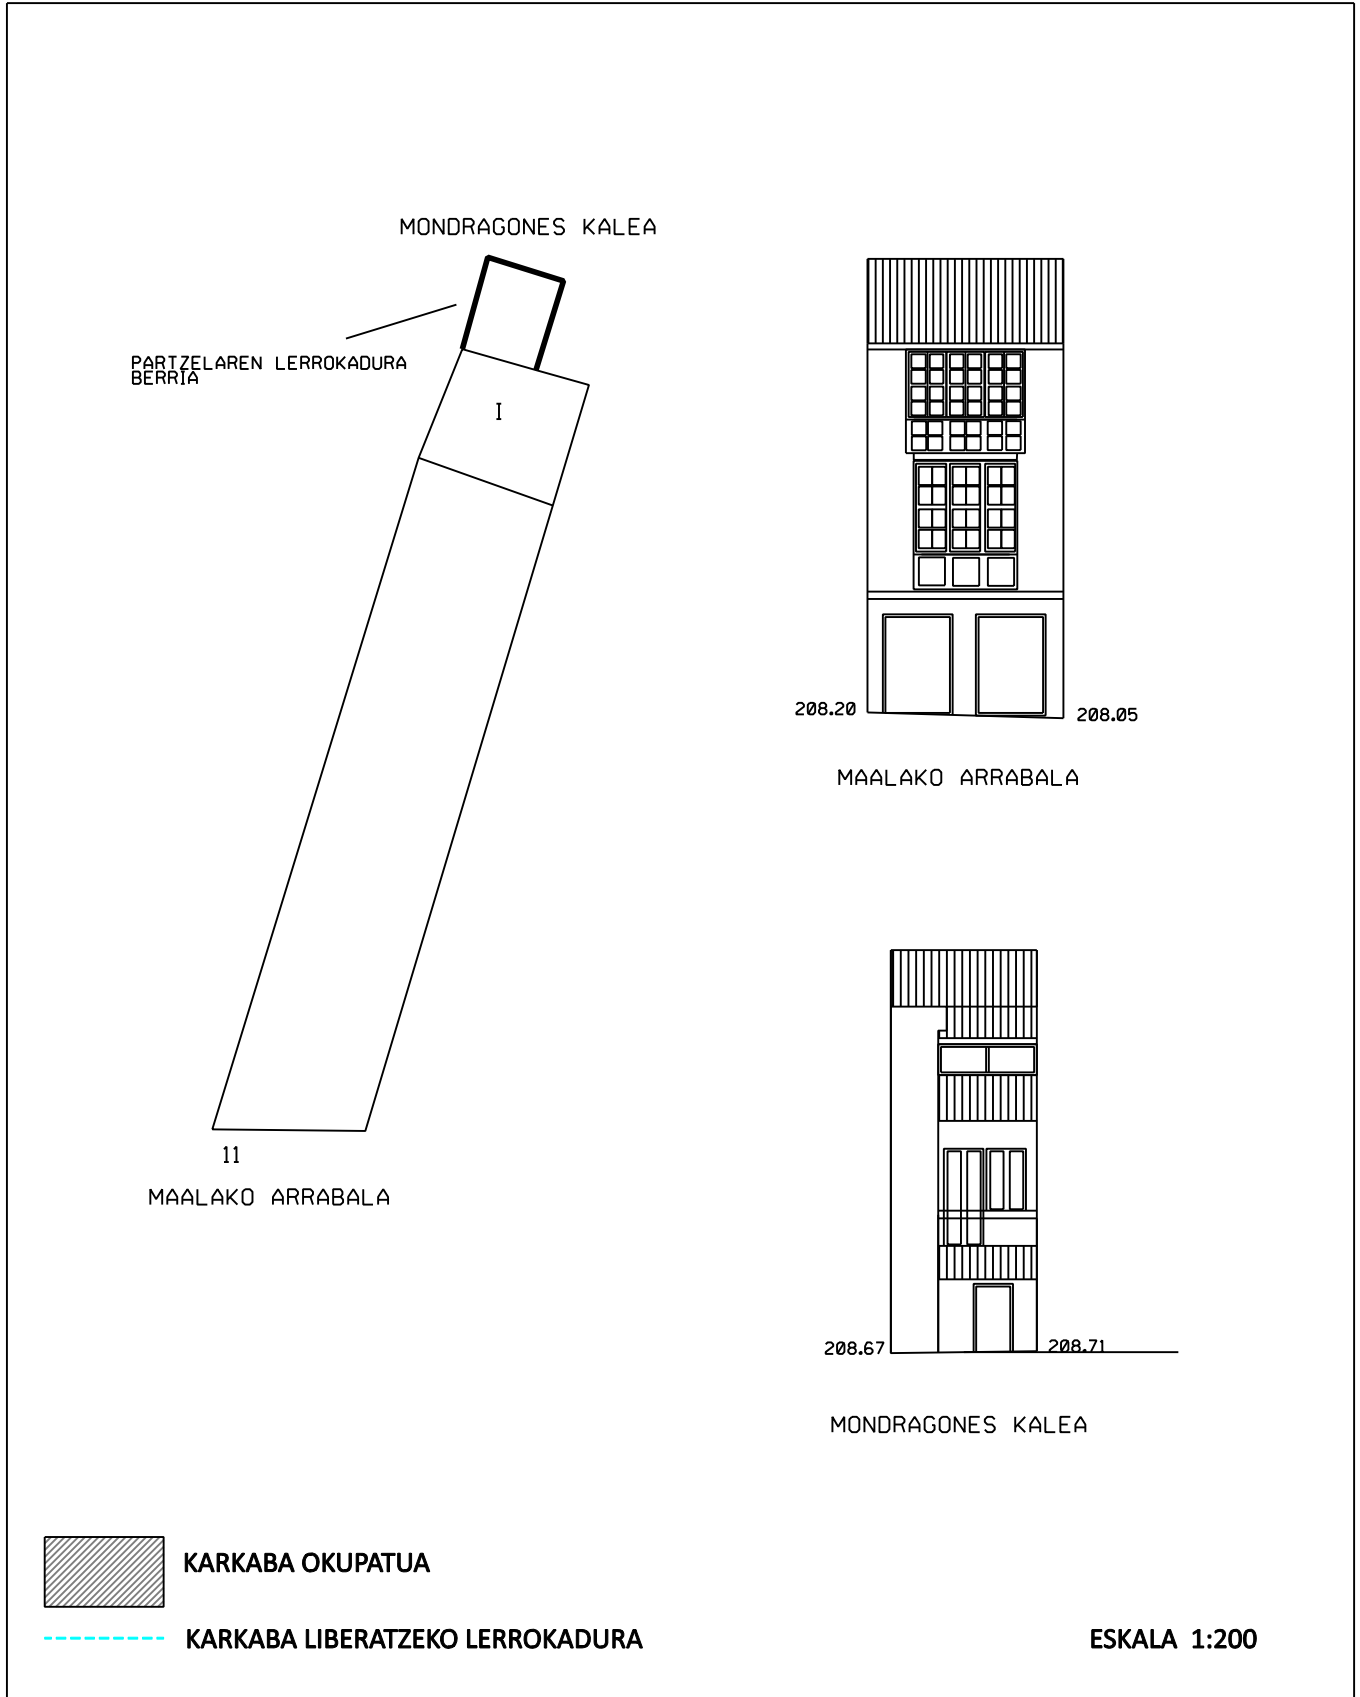 MONDRAGONES KALEA
PARTZELAREN LERROKADURA
BERRIA
I
11
MAALAKO ARRABALA
208.20
208.05
MAALAKO ARRABALA
208.67
208.71
MONDRAGONES KALEA
KARKABA OKUPATUA
KARKABA LIBERATZEKO LERROKADURA
ESKALA 1:200